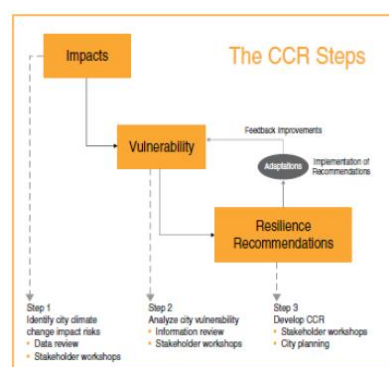 The CCR Steps
Impacts
Vulnerability
Feedback Improvements
Adaptations
Implementation of
Recommendations
Resilience
Recommendations
Step 1
Identify city climate
change impact risks
• Data review
• Stakeholder workshops
Step 2
Analyze city vulnerability
• Information review
• Stakeholder workshops
Step 3
Develop CCR
• Stakeholder workshops
• City planning